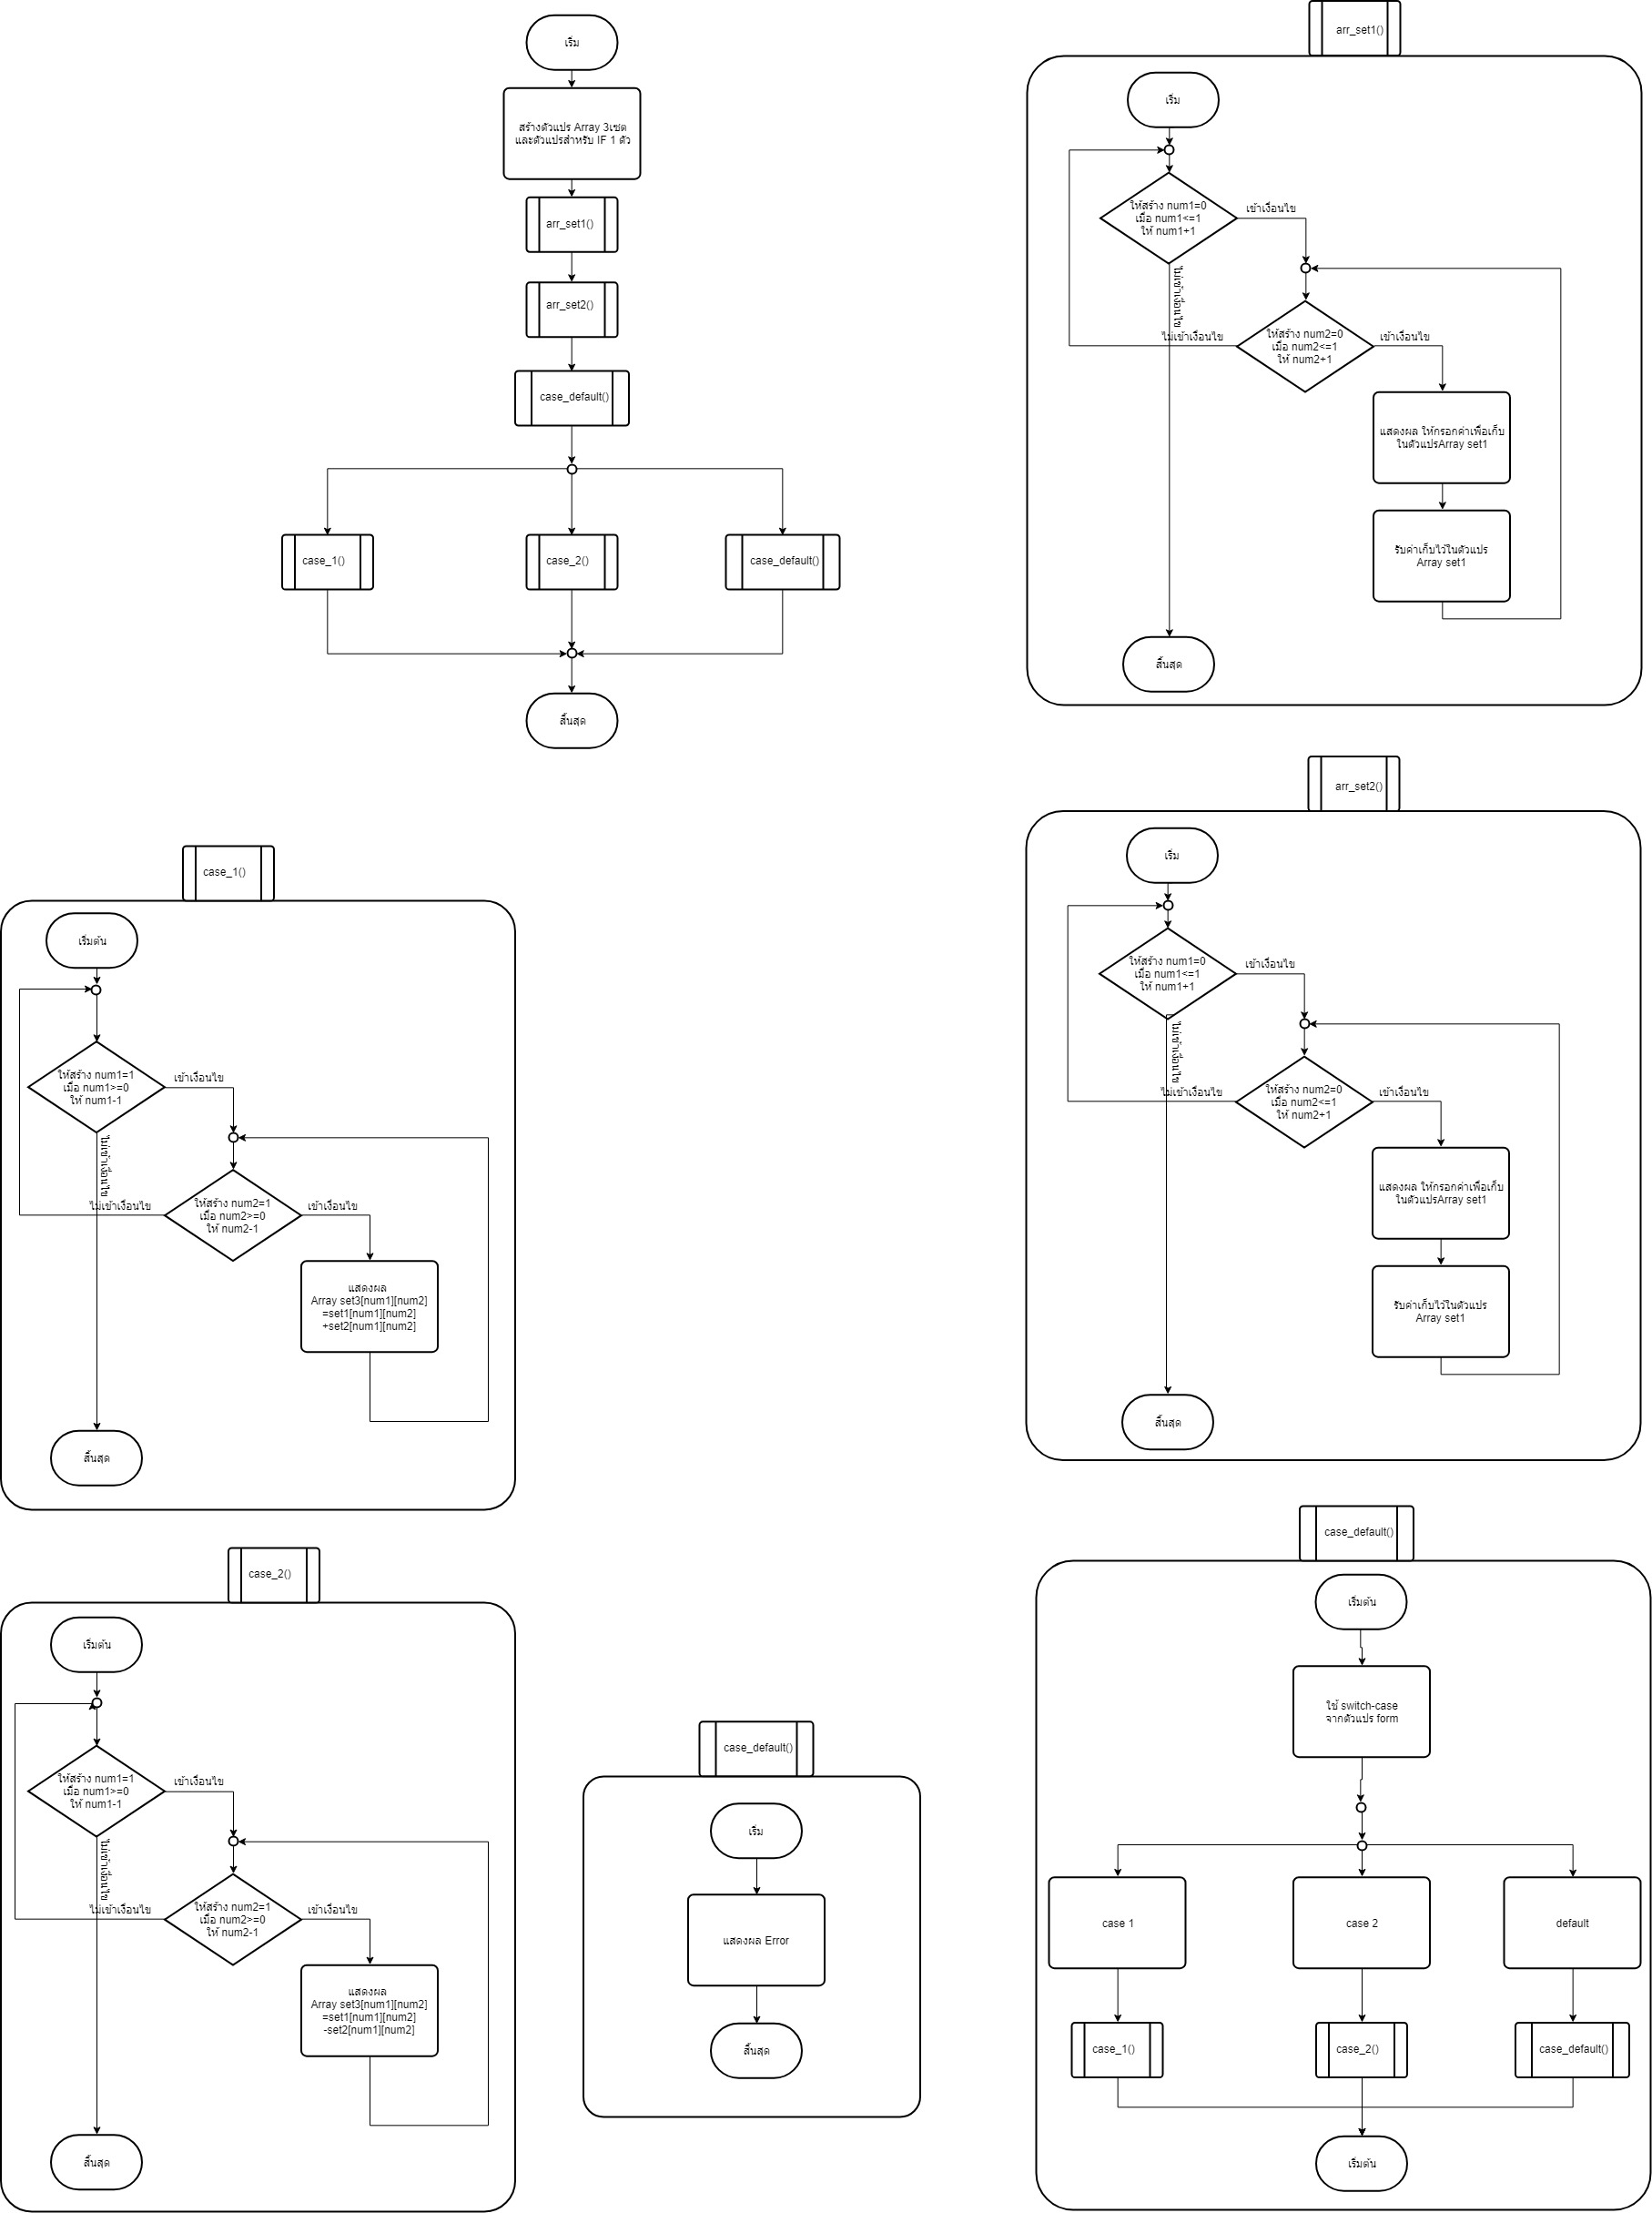 เริ่ม
สร้างตัวแปร Array 3เซต
และตัวแปรสำหรับ IF 1 ตัว
arr_set1()
arr_set2()
case_default()
case_1()
case_2()
case_default()
สิ้นสุด
arr_set1()
เริ่ม
ให้สร้าง num1=0
เมื่อ num1<=1
ให้ num1+1
เข้าเงื่อนไข
ไม่เข้าเงื่อนไข
ไม่เข้าเงื่อนไข
ให้สร้าง num2=0
เมื่อ num2<=1
ให้ num2+1
เข้าเงื่อนไข
แสดงผล ให้กรอกค่าเพื่อเก็บ
ในตัวแปรArray set1
รับค่าเก็บไว้ในตัวแปร
Array set1
สิ้นสุด
arr_set2()
เริ่ม
ให้สร้าง num1=0
เมื่อ num1<=1
ให้ num1+1
เข้าเงื่อนไข
ไม่เข้าเงื่อนไข
ไม่เข้าเงื่อนไข
ให้สร้าง num2=0
เมื่อ num2<=1
ให้ num2+1
เข้าเงื่อนไข
แสดงผล ให้กรอกค่าเพื่อเก็บ
ในตัวแปรArray set1
รับค่าเก็บไว้ในตัวแปร
Array set1
สิ้นสุด
case_1()
เริ่มต้น
ให้สร้าง num1=1
เมื่อ num1>=0
ให้ num1-1
เข้าเงื่อนไข
ไม่เข้าเงื่อนไข
ไม่เข้าเงื่อนไข
ให้สร้าง num2=1
เมื่อ num2>=0
ให้ num2-1
เข้าเงื่อนไข
แสดงผล
Array set3[num1][num2]
=set1[num1][num2]
+set2[num1][num2]
สิ้นสุด
case_2()
เริ่มต้น
ให้สร้าง num1=1
เมื่อ num1>=0
ให้ num1-1
เข้าเงื่อนไข
ไม่เข้าเงื่อนไข
ไม่เข้าเงื่อนไข
ให้สร้าง num2=1
เมื่อ num2>=0
ให้ num2-1
เข้าเงื่อนไข
แสดงผล
Array set3[num1][num2]
=set1[num1][num2]
-set2[num1][num2]
สิ้นสุด
case_default()
เริ่ม
แสดงผล Error
สิ้นสุด
case_default()
เริ่มต้น
ใช้ switch-case
จากตัวแปร form
case 1
case 2
default
case_1()
case_2()
case_default()
เริ่มต้น